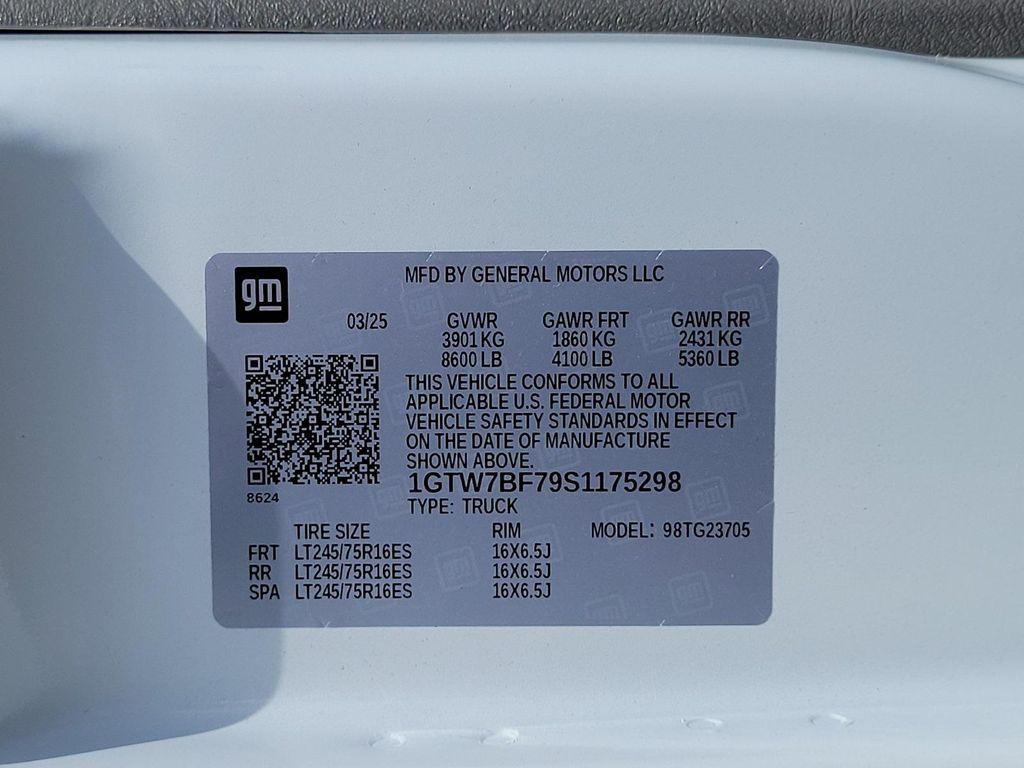 gm
MFD BY GENERAL MOTORS LLC
03/25 GVWR GAWR FRT GAWR RR
3901 KG 1860 KG 2431 KG
8600 LB 4100 LB 5360 LB
THIS VEHICLE CONFORMS TO ALL
APPLICABLE U.S. FEDERAL MOTOR
VEHICLE SAFETY STANDARDS IN EFFECT
ON THE DATE OF MANUFACTURE
SHOWN ABOVE.
1GTW7BF79S1175298
8624
TYPE: TRUCK
TIRE SIZE RIM MODEL: 98TG23705
FRT LT245/75R16ES 16X6.5J
RR LT245/75R16ES 16X6.5J
SPA LT245/75R16ES 16X6.5J